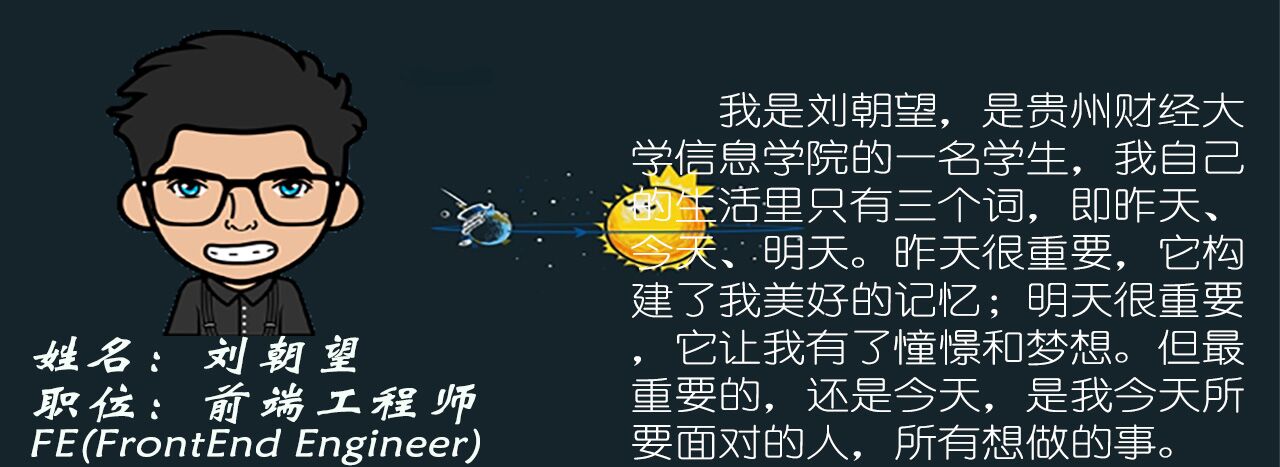 姓名：刘朝望
职位：前端工程师
FE(FrontEnd Engineer)
我是刘朝望，是贵州财经大
学信息学院的一名学生，我自己
的生活里只有三个词，即昨天、
今天、明天。昨天很重要，它构
建了我美好的记忆；明天很重要
，它让我有了憧憬和梦想。但最
重要的，还是今天，是我今天所
要面对的人，所有想做的事。